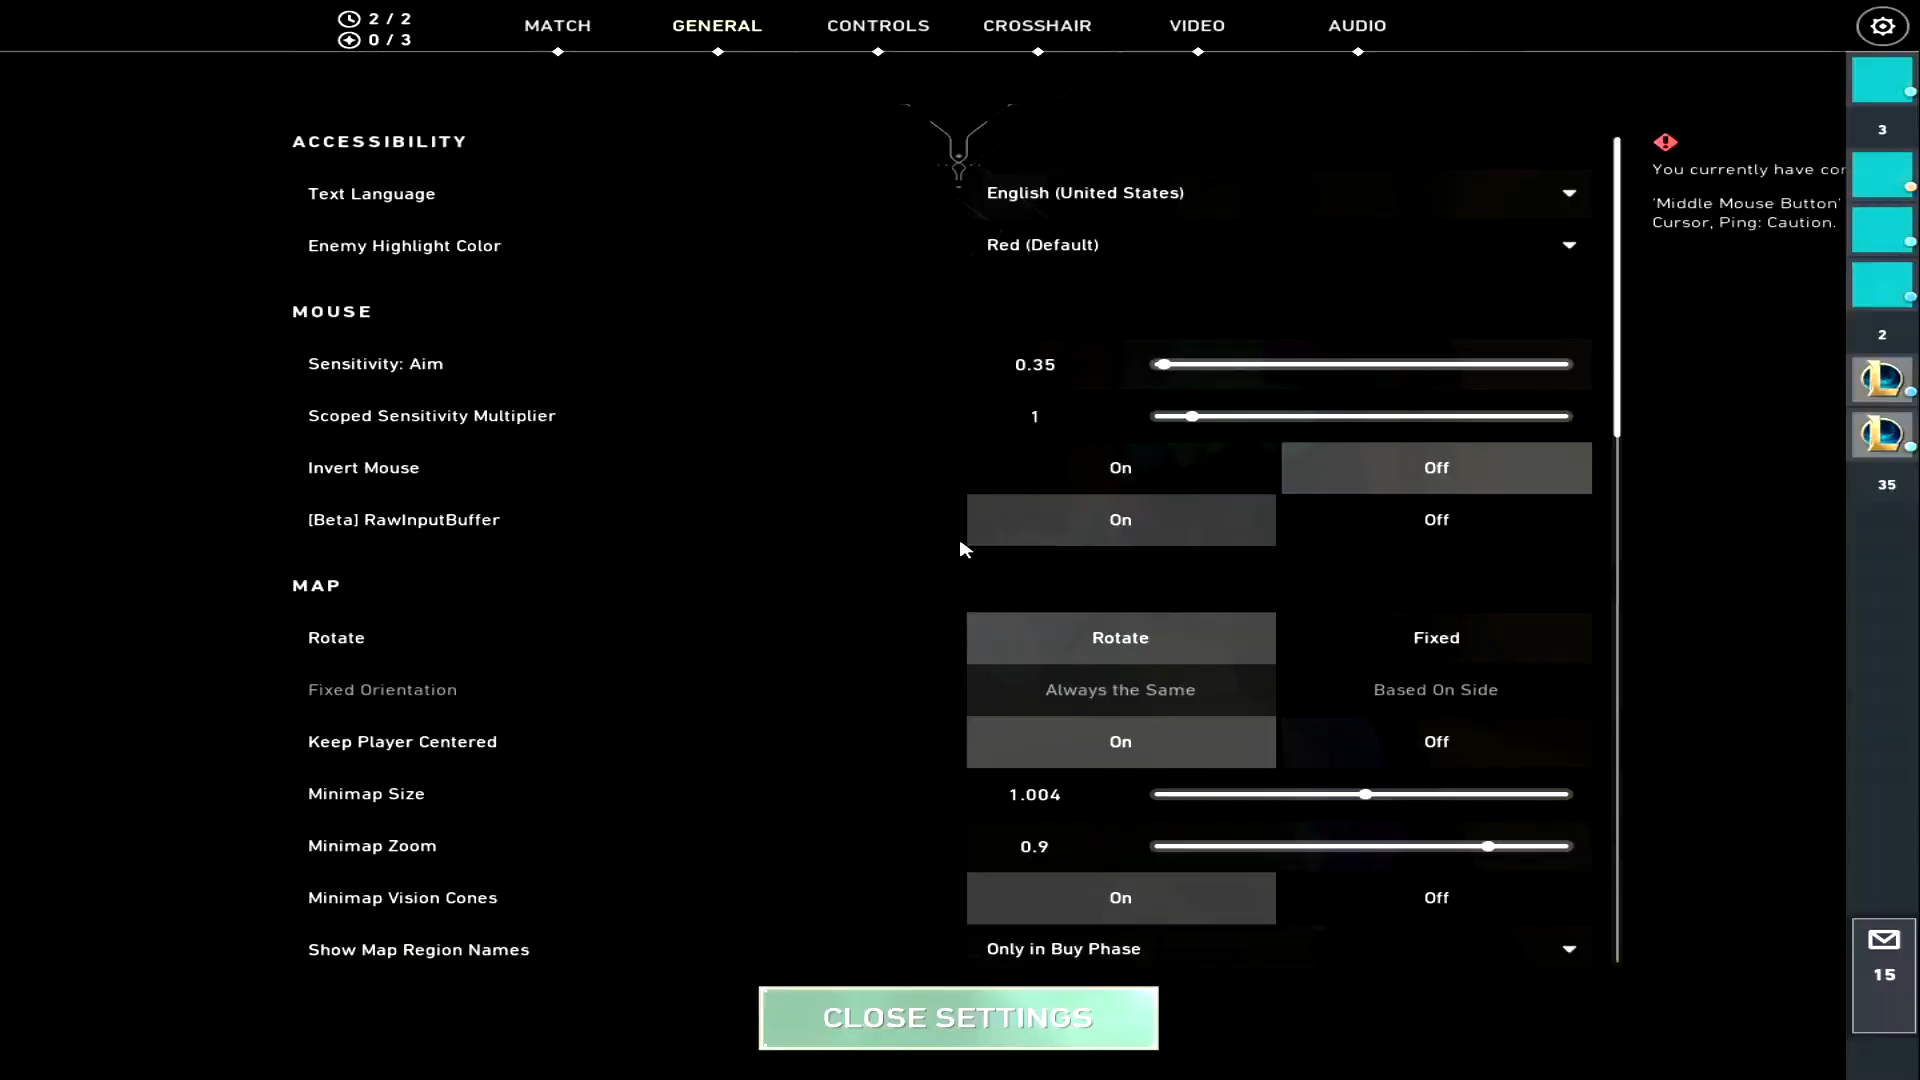 2 / 2
0 / 3
MATCH
GENERAL
CONTROLS
CROSSHAIR
VIDEO
AUDIO
ACCESSIBILITY
Text Language
English (United States)
Enemy Highlight Color
Red (Default)
MOUSE
Sensitivity: Aim
0.35
Scoped Sensitivity Multiplier
1
Invert Mouse
On
Off
[Beta] RawInputBuffer
On
Off
MAP
Rotate
Rotate
Fixed
Fixed Orientation
Always the Same
Based On Side
Keep Player Centered
On
Off
Minimap Size
1.004
Minimap Zoom
0.9
Minimap Vision Cones
On
Off
Show Map Region Names
Only in Buy Phase
CLOSE SETTINGS
You currently have con
'Middle Mouse Button'
Cursor, Ping: Caution.
3
2
35
15